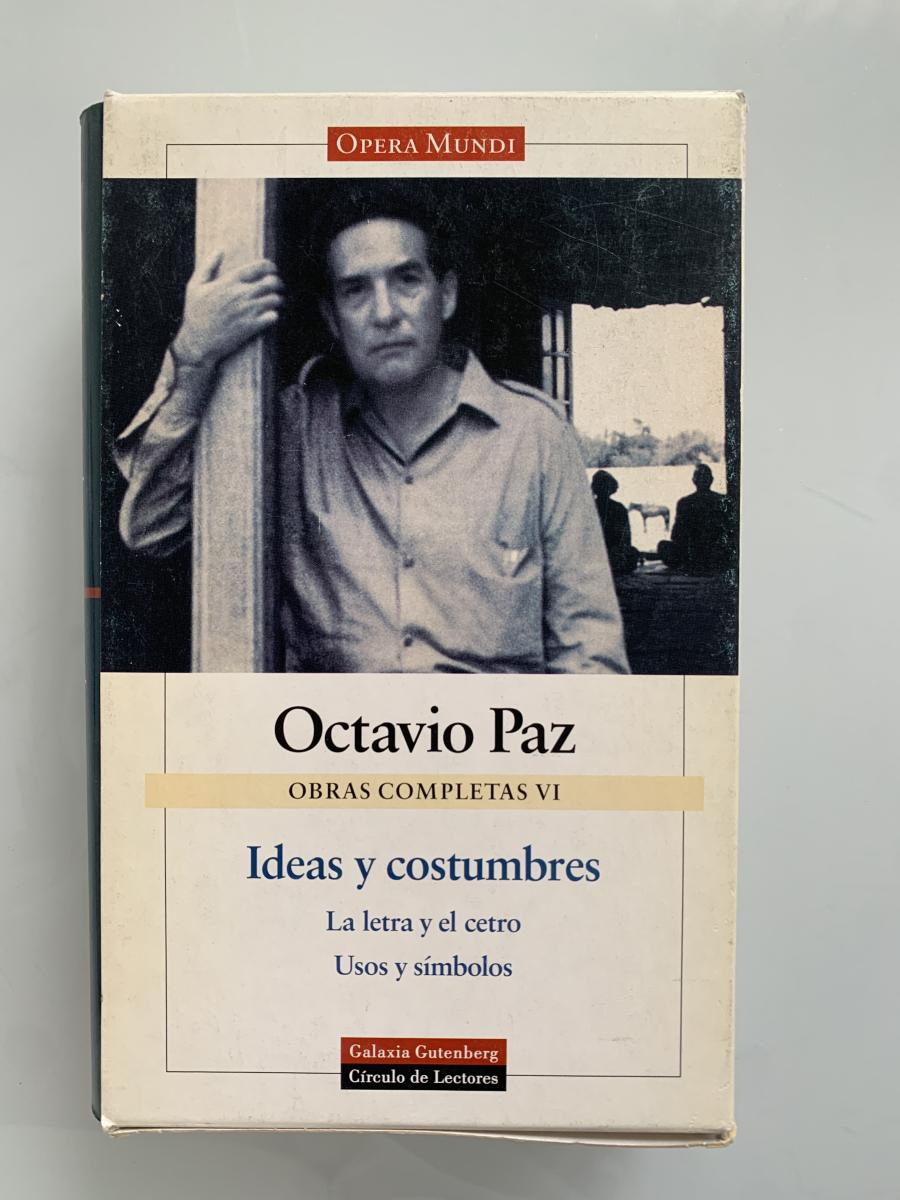 OPERA MUNDI
Octavio Paz
OBRAS COMPLETAS VI
Ideas y costumbres
La letra y el cetro
Usos y símbolos
Galaxia Gutenberg
Círculo de Lectores